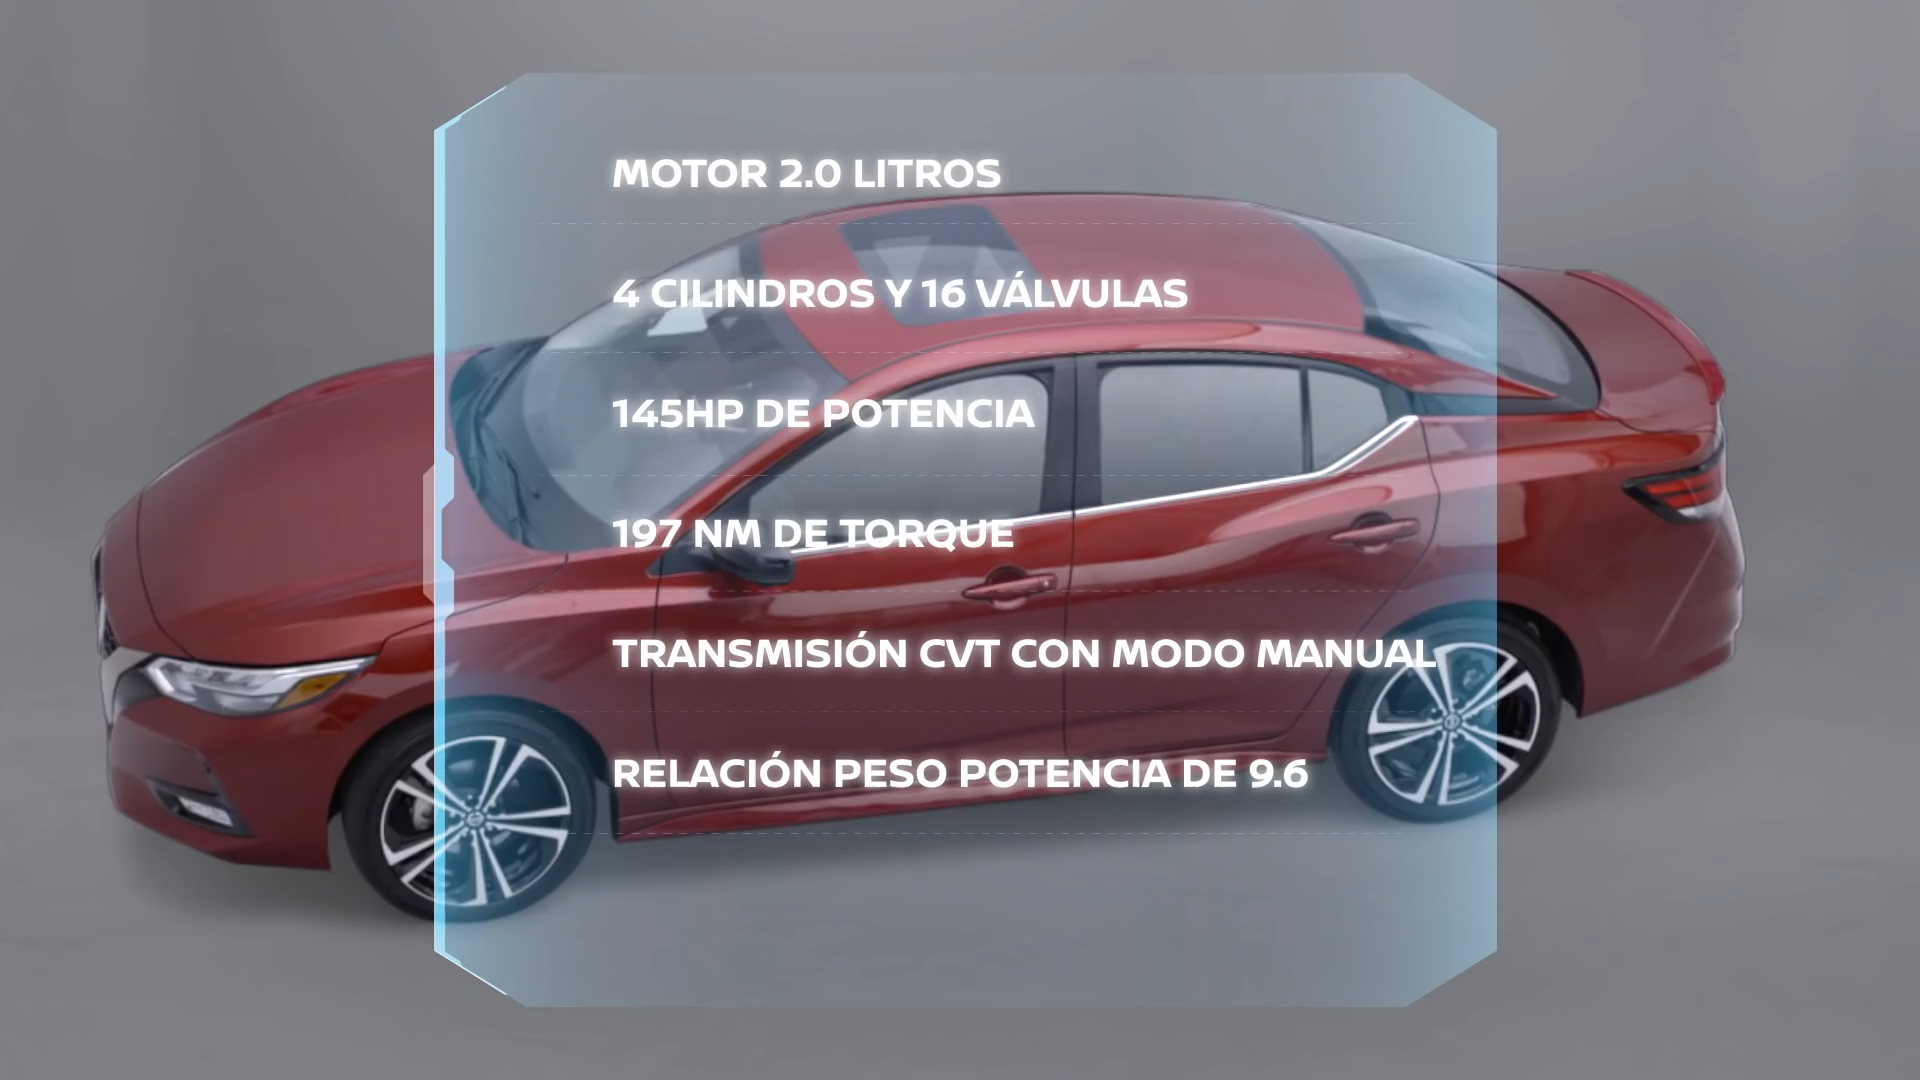 MOTOR 2.0 LITROS
4 CILINDROS Y 16 VÁLVULAS
145HP DE POTENCIA
197 NM DE TORQUE
TRANSMISIÓN CVT CON MODO MANUAL
RELACIÓN PESO POTENCIA DE 9.6